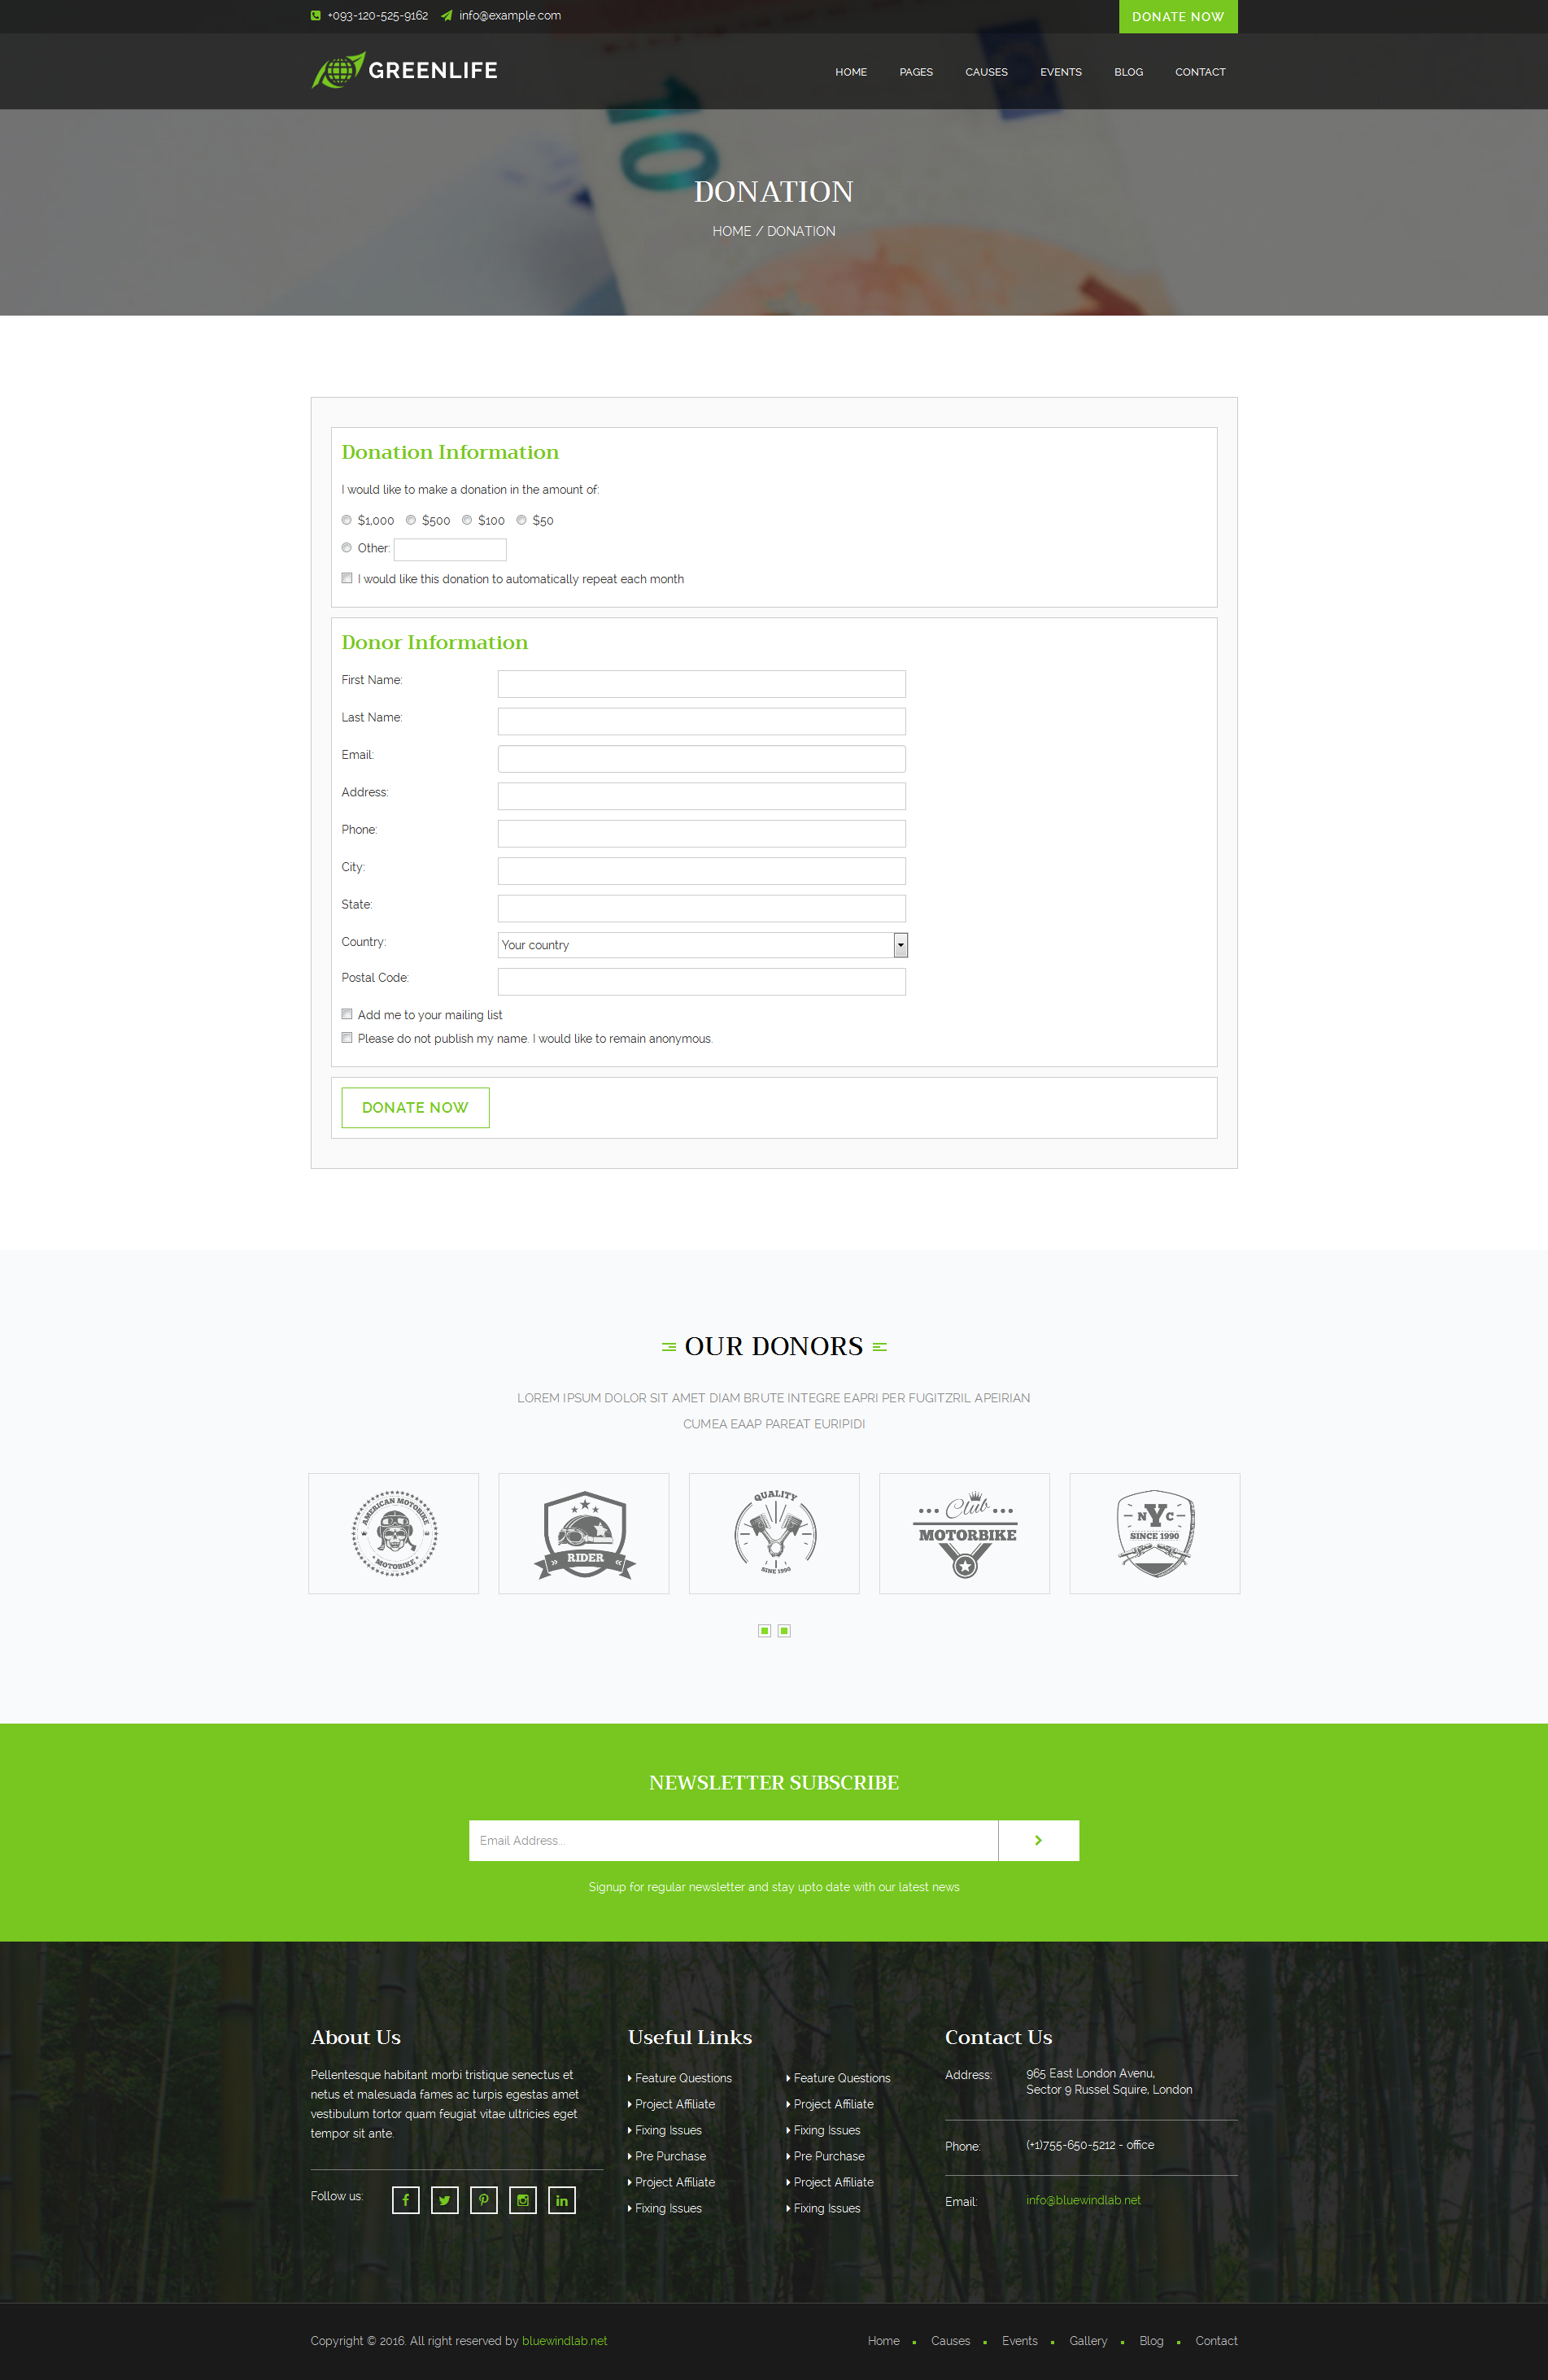 +093-120-525-9162 info@example.com DONATE NOW
GREENLIFE
HOME PAGES CAUSES EVENTS BLOG CONTACT
10
DONATION
HOME / DONATION
Donation Information
I would like to make a donation in the amount of:
$1,000 $500 $100 $50
Other:
I would like this donation to automatically repeat each month
Donor Information
First Name:
Last Name:
Email:
Address:
Phone:
City:
State:
Country: Your country
Postal Code:
Add me to your mailing list
Please do not publish my name. I would like to remain anonymous.
DONATE NOW
OUR DONORS
LOREM IPSUM DOLOR SIT AMET DIAM BRUTE INTEGRE EAPRI PER FUGITZRIL APEIRIAN
CUMEA EAAP PAREAT EURIPIDI
AMERICAN MOTORBIKE
MOTOBIKE
RIDER
QUALITY
SINE 1990
Club
MOTORBIKE
NYC
SINCE 1990
NEWSLETTER SUBSCRIBE
Email Address...
Signup for regular newsletter and stay upto date with our latest news
About Us
Pellentesque habitant morbi tristique senectus et
netus et malesuada fames ac turpis egestas amet
vestibulum tortor quam feugiat vitae ultricies eget
tempor sit ante.
Follow us:
Useful Links
Feature Questions
Project Affiliate
Fixing Issues
Pre Purchase
Project Affiliate
Fixing Issues
Feature Questions
Project Affiliate
Fixing Issues
Pre Purchase
Project Affiliate
Fixing Issues
Contact Us
Address: 965 East London Avenu,
Sector 9 Russel Squire, London
Phone: (+1)755-650-5212 - office
Email: info@bluewindlab.net
Copyright © 2016. All right reserved by bluewindlab.net
Home Causes Events Gallery Blog Contact